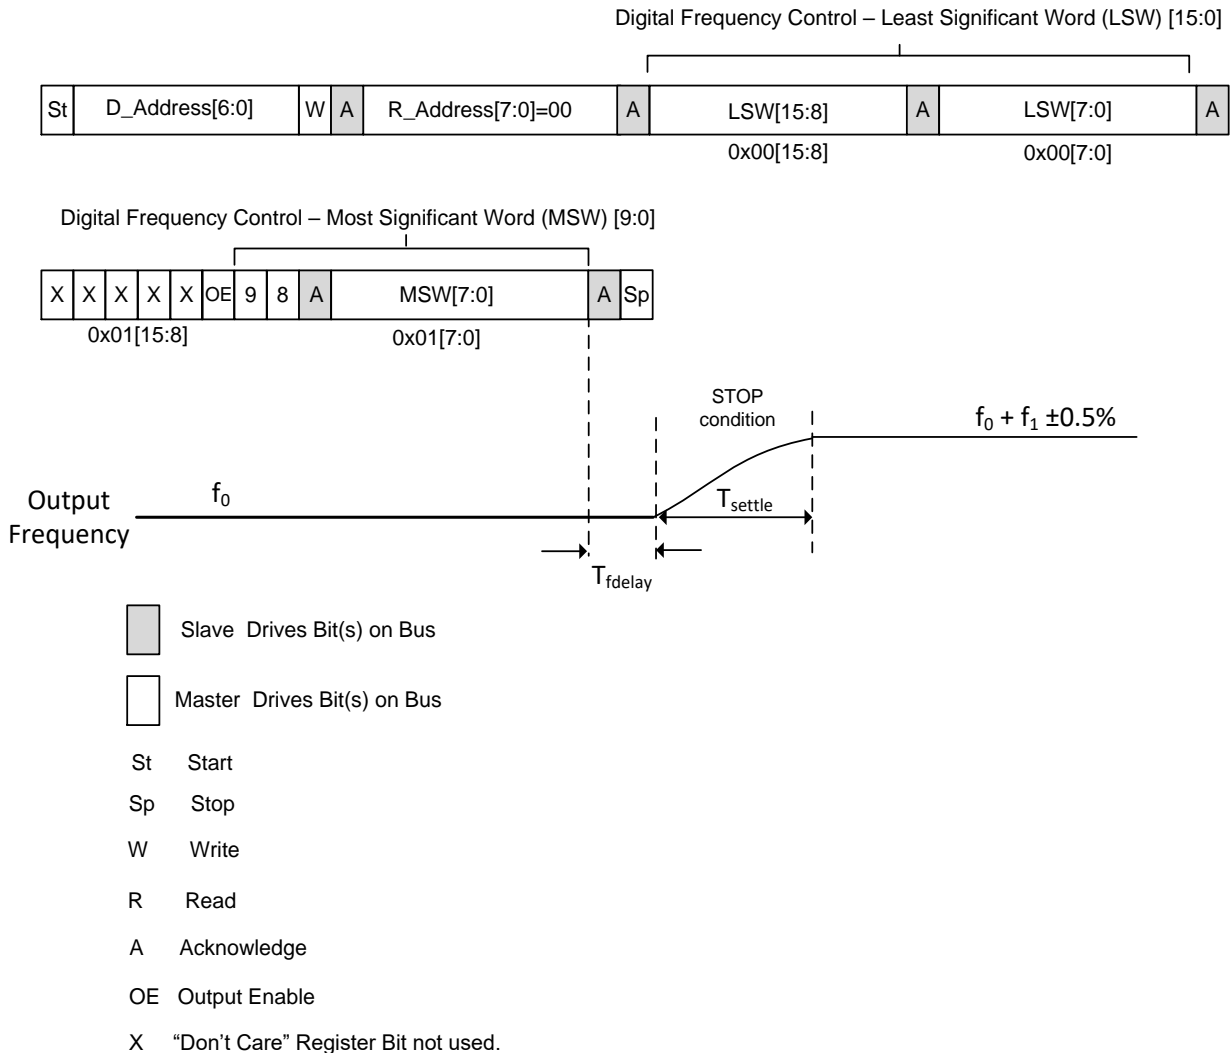 Digital Frequency Control – Least Significant Word (LSW) [15:0]
St D_Address[6:0] W A R_Address[7:0]=00 A LSW[15:8] A LSW[7:0] A
0x00[15:8] 0x00[7:0]
Digital Frequency Control – Most Significant Word (MSW) [9:0]
X X X X X OE 9 8 A MSW[7:0] A Sp
0x01[15:8] 0x01[7:0]
STOP
condition
f0 + f1 ±0.5%
Output
Frequency
f0
Tsettle
Tfdelay
Slave Drives Bit(s) on Bus
Master Drives Bit(s) on Bus
St Start
Sp Stop
W Write
R Read
A Acknowledge
OE Output Enable
X “Don’t Care” Register Bit not used.